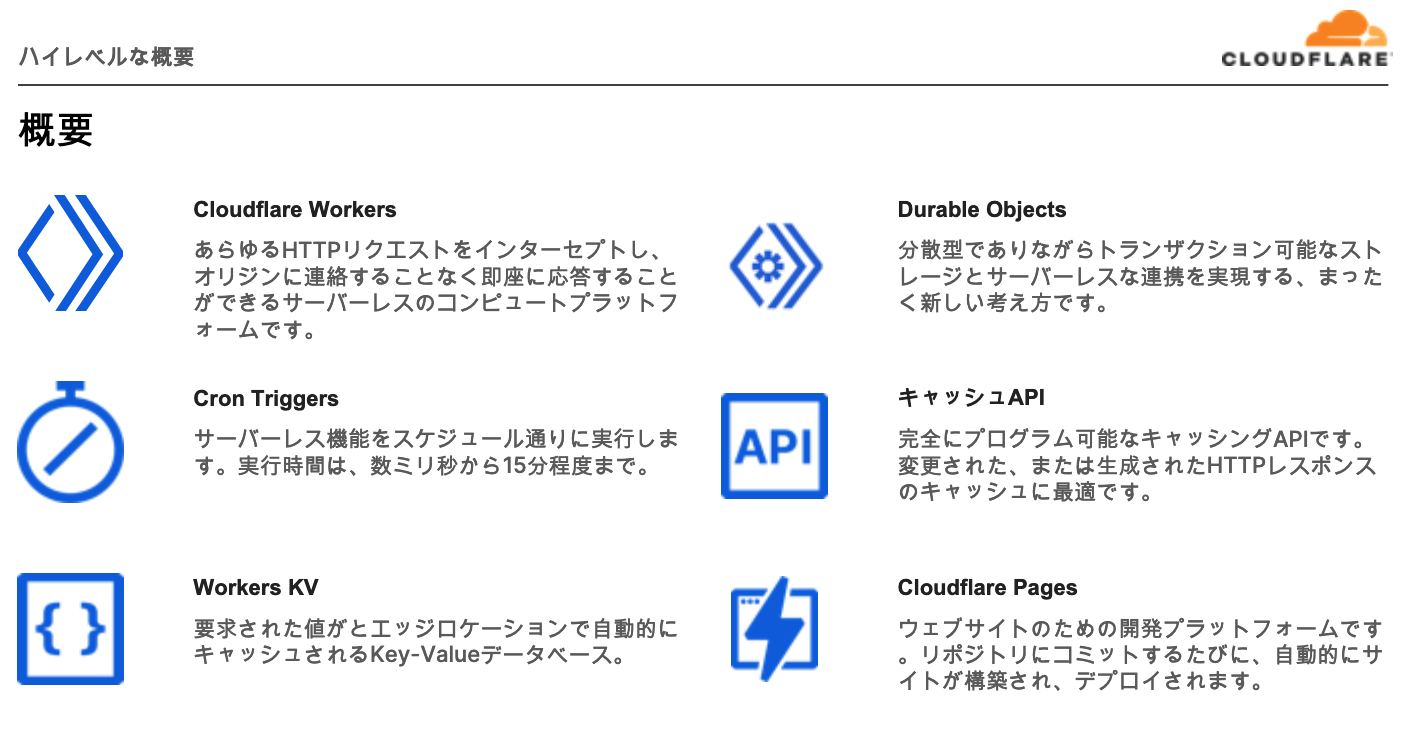 ハイレベルな概要
CLOUDFLARE
概要
Cloudflare Workers
あらゆるHTTPリクエストをインターセプトし、
オリジンに連絡することなく即座に応答すること
ができるサーバーレスのコンピュートプラットフ
ォームです。
Durable Objects
分散型でありながらトランザクション可能なスト
レージとサーバーレスな連携を実現する、まった
く新しい考え方です。
Cron Triggers
サーバーレス機能をスケジュール通りに実行しま
す。実行時間は、数ミリ秒から15分程度まで。
API
キャッシュAPI
完全にプログラム可能なキャッシングAPIです。
変更された、または生成されたHTTPレスポンス
のキャッシュに最適です。
{ }
Workers KV
要求された値がとエッジロケーションで自動的に
キャッシュされるKey-Valueデータベース。
Cloudflare Pages
ウェブサイトのための開発プラットフォームです
。リポジトリにコミットするたびに、自動的にサ
イトが構築され、デプロイされます。